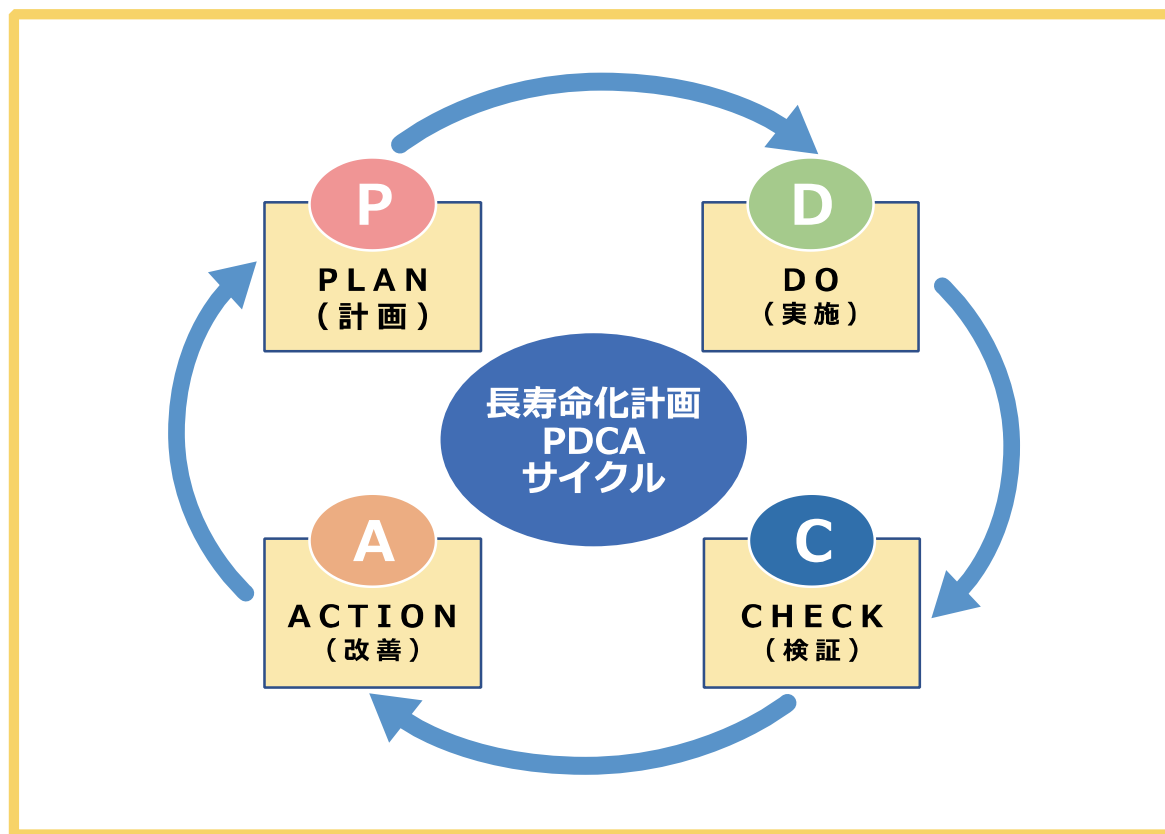 P
PLAN
（計画）
D
DO
（実施）
長寿命化計画
PDCA
サイクル
A
ACTION
（改善）
C
CHECK
（検証）